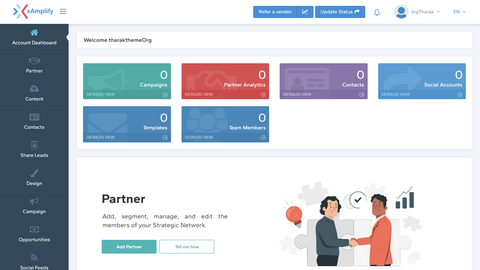 xAmplify
Refer a vendor
Update Status
orgTharak
EN
Account Dashboard
Welcome tharakthemeOrg
Partner
Content
Contacts
Share Leads
Design
Campaign
Opportunities
Social Feeds
0
Campaigns
DETAILED VIEW
0
Partner Analytics
DETAILED VIEW
0
Contacts
DETAILED VIEW
0
Social Accounts
DETAILED VIEW
0
Templates
DETAILED VIEW
0
Team Members
DETAILED VIEW
Partner
Add, segment, manage, and edit the
members of your Strategic Network.
Add Partner
Tell me how